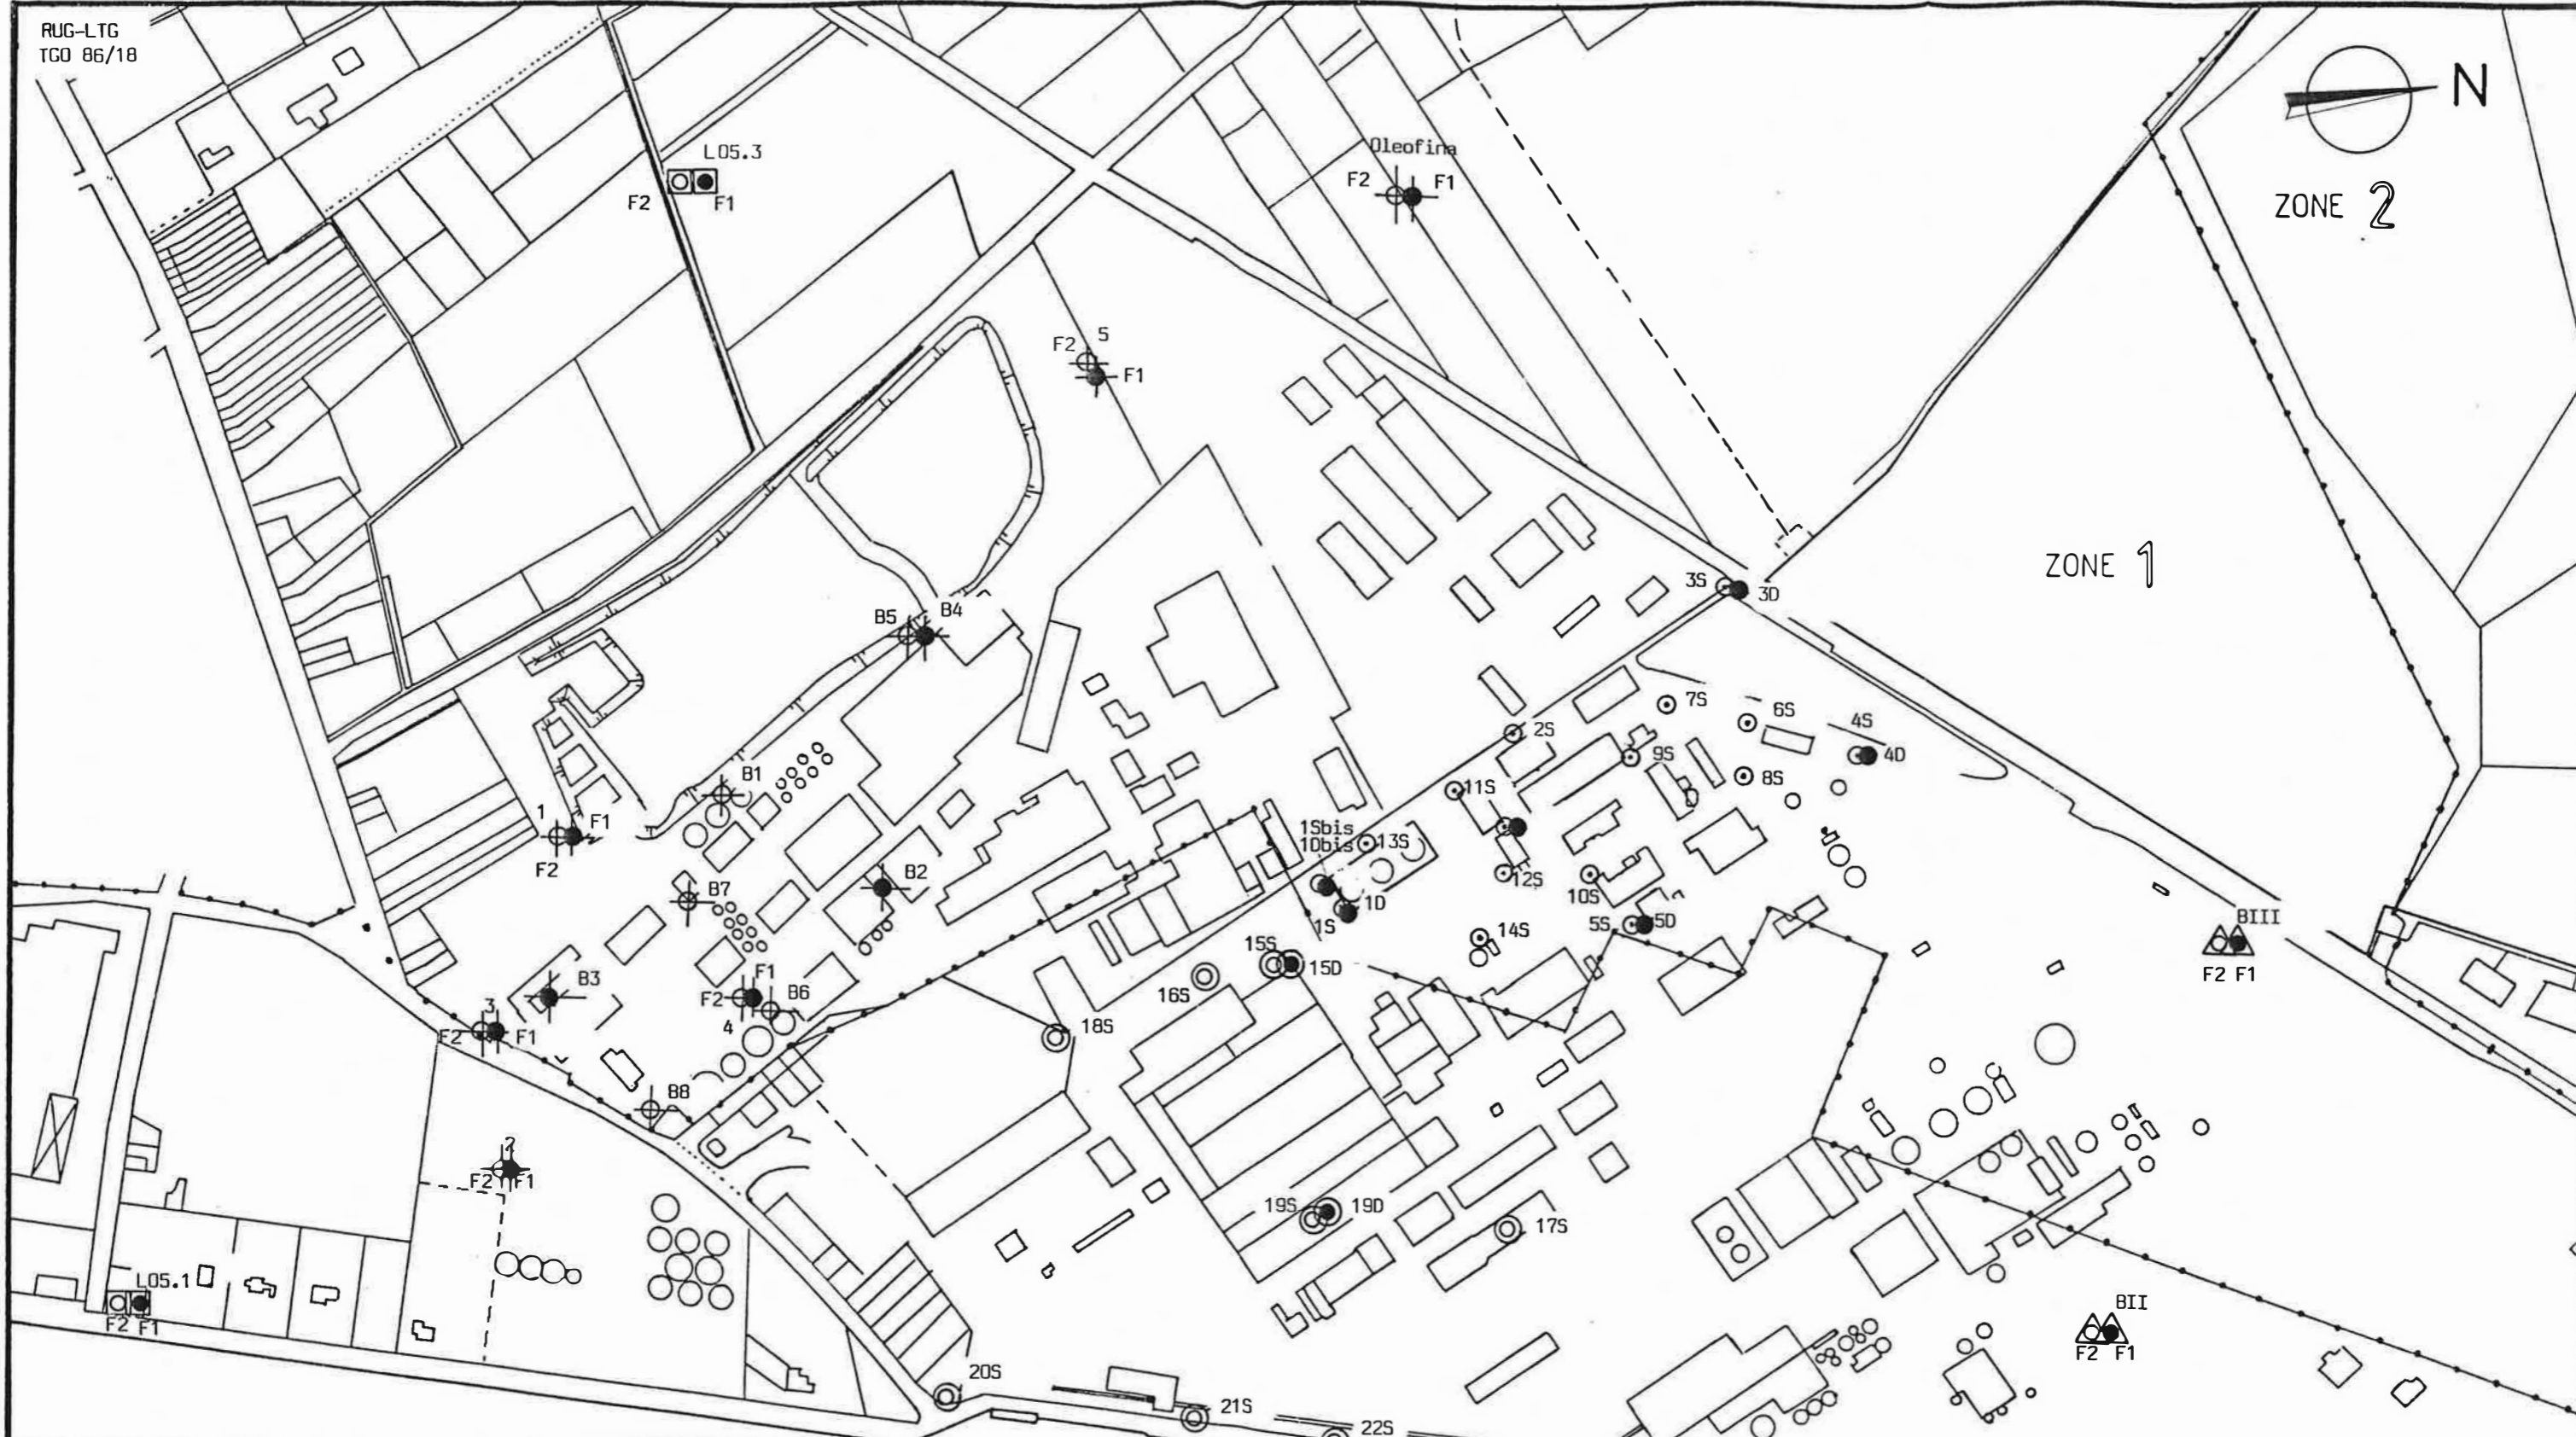 RUG-LTG
TGO 86/18
N
ZONE 2
L05.3
F2 F1
Oleofina
F2 F1
5
F2
F1
ZONE 1
3S
3D
B5 B4
7S
6S
4S
4D
2S
9S
8S
B1
11S
1
F1
F2
1Sbis
1Dbis
13S
B2
12S
10S
B7
1D
1S
5S 5D
14S
BIII
F2 F1
15S
15D
16S
B3
F1
F2
B6
4
3
F2 F1
18S
B8
2
F2 F1
19S 19D
17S
L05.1
F2 F1
BII
F2 F1
20S
21S
22S